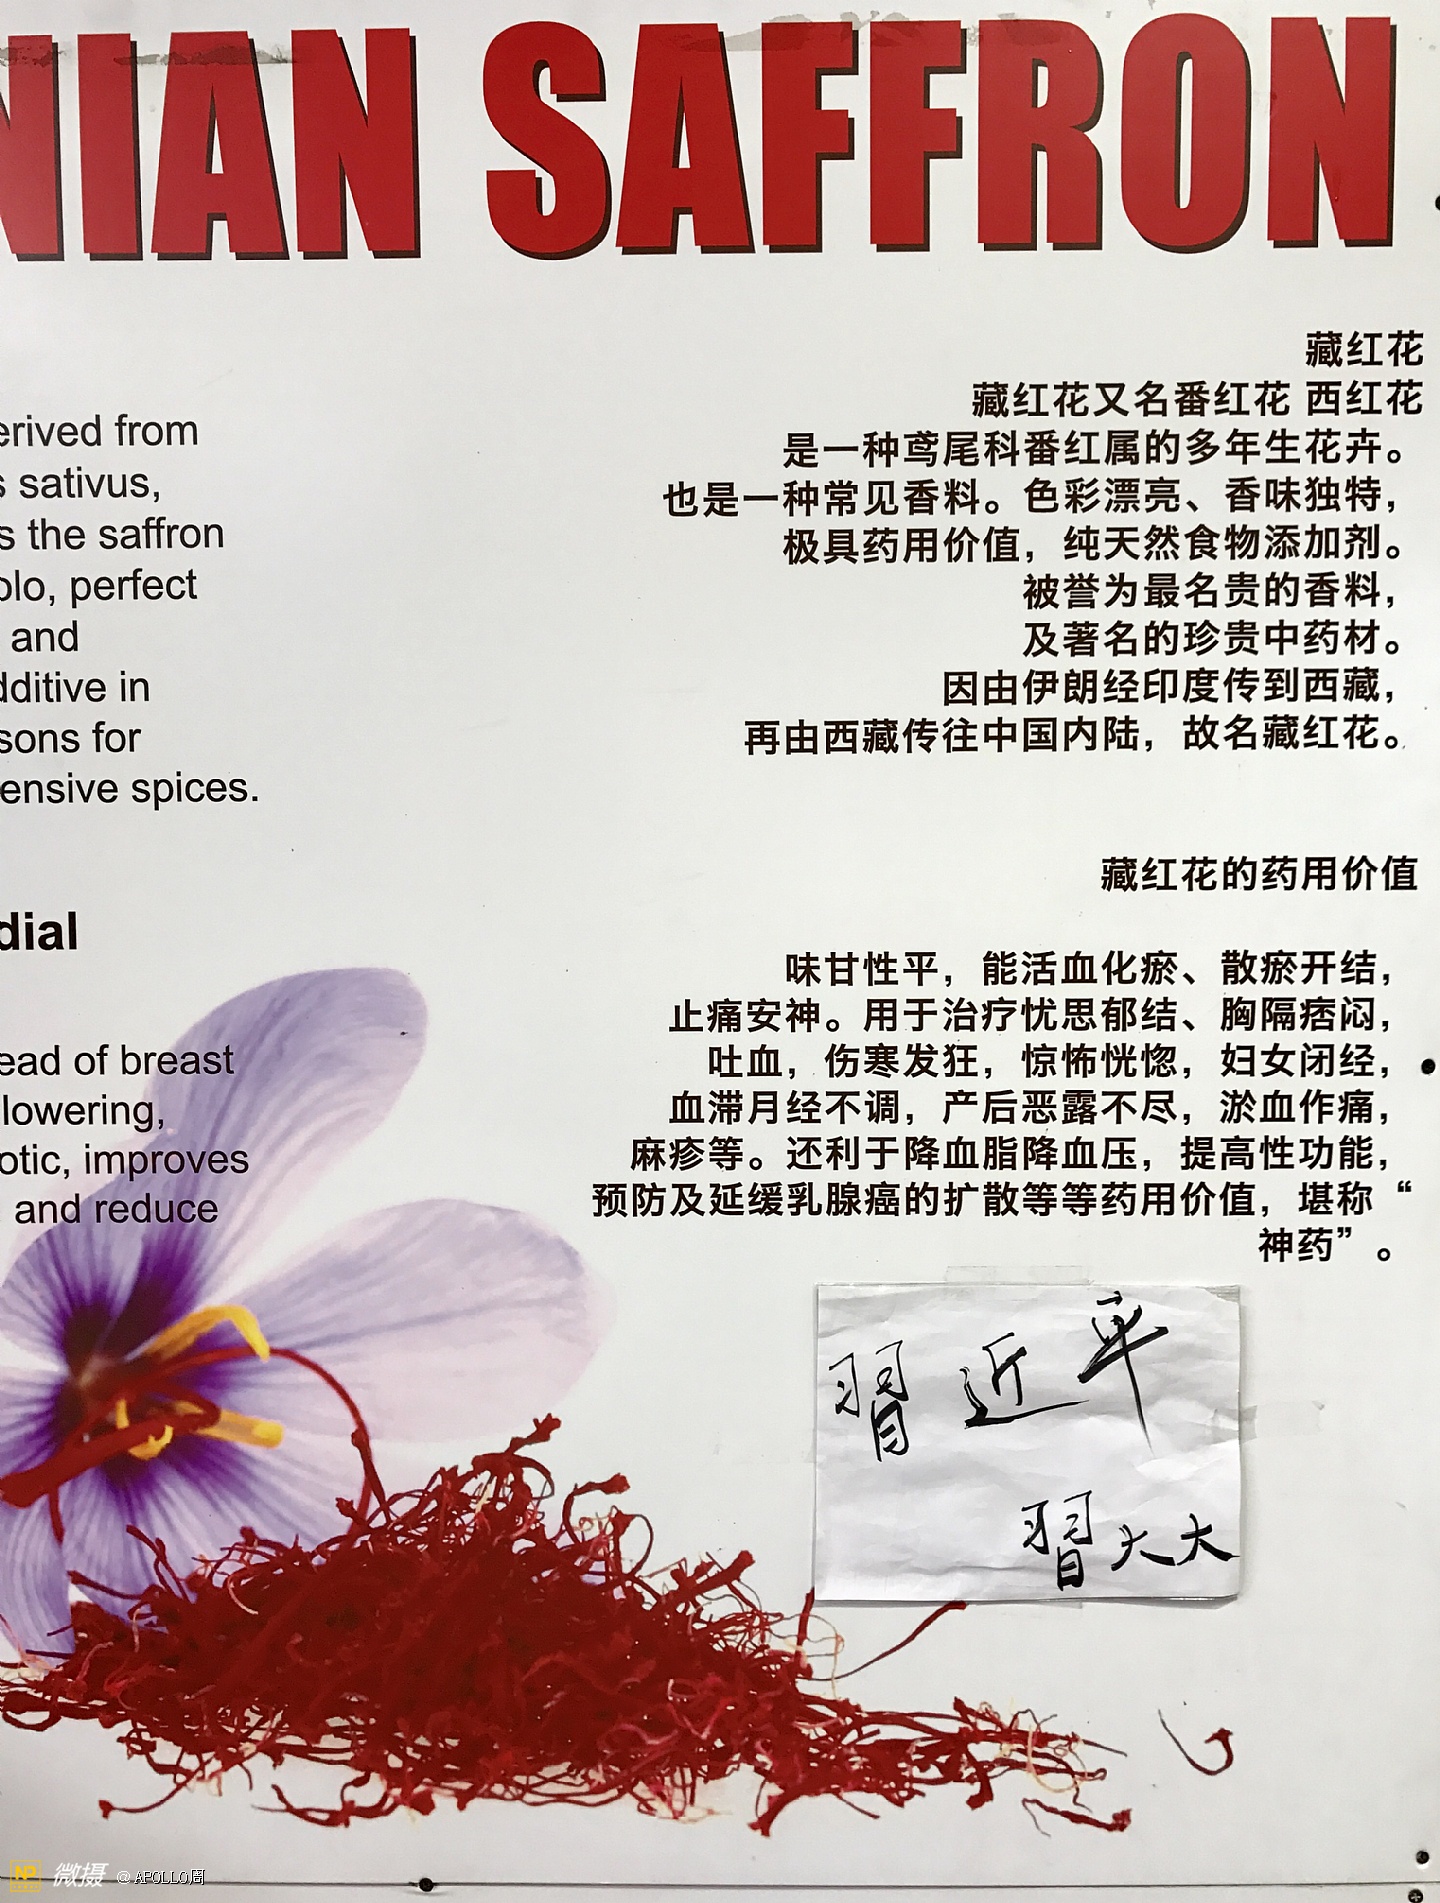 NIAN SAFFRON
erived from
s sativus,
s the saffron
olo, perfect
and
dditive in
sons for
ensive spices.
dial
ead of breast
lowering,
otic, improves
and reduce
藏红花
藏红花又名番红花 西红花
是一种鸢尾科番红属的多年生花卉。
也是一种常见香料。色彩漂亮、香味独特，
极具药用价值，纯天然食物添加剂。
被誉为最名贵的香料，
及著名的珍贵中药材。
因由伊朗经印度传到西藏，
再由西藏传往中国内陆，故名藏红花。
藏红花的药用价值
味甘性平，能活血化瘀、散瘀开结，
止痛安神。用于治疗忧思郁结、胸隔痞闷，
吐血，伤寒发狂，惊怖恍惚，妇女闭经，
血滞月经不调，产后恶露不尽，淤血作痛，
麻疹等。还利于降血脂降血压，提高性功能，
预防及延缓乳腺癌的扩散等等药用价值，堪称“
神药”。
習近平
習大大
NP 微摄 @APOLLO周